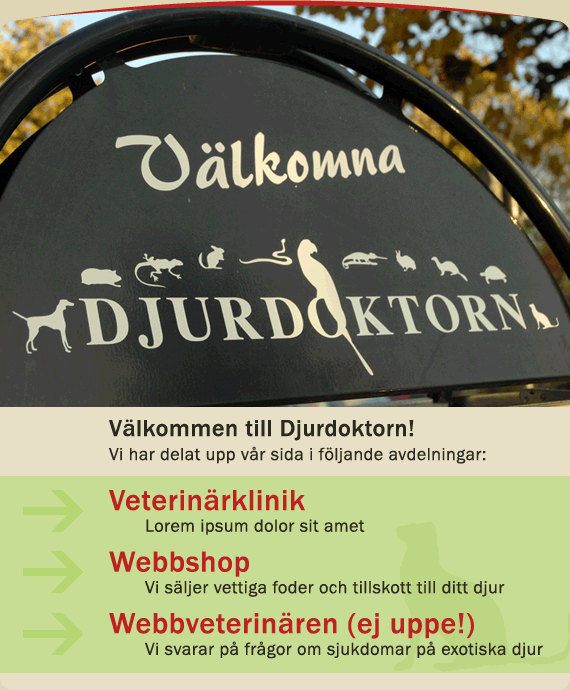 Välkomna
DJURDOKTORN
Välkommen till Djurdoktorn!
Vi har delat upp vår sida i följande avdelningar:
Veterinärklinik
Lorem ipsum dolor sit amet
Webbshop
Vi säljer vettiga foder och tillskott till ditt djur
Webbveterinären (ej uppe!)
Vi svarar på frågor om sjukdomar på exotiska djur